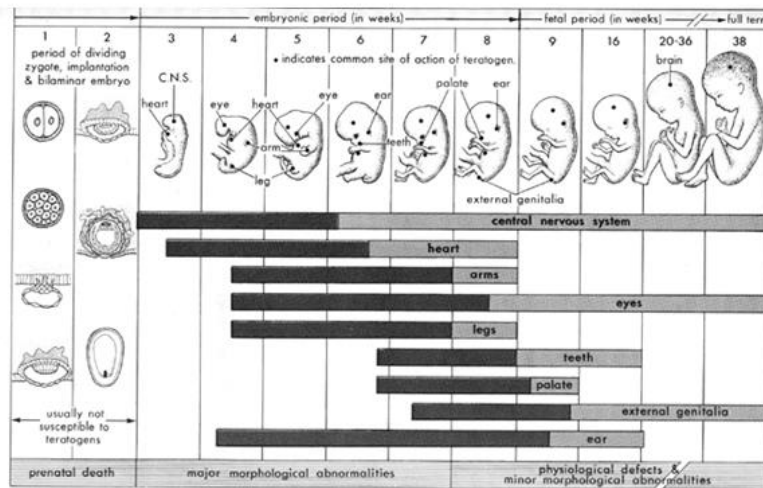 embryonic period (in weeks)
fetal period (in weeks)
full term
1
2
3
4
5
6
7
8
9
16
20-36
38
period of dividing
zygote, implantation
& bilaminar embryo
• indicates common site of action of teratogen.
C.N.S.
heart
eye
heart
eye
ear
palate
ear
brain
arm
teeth
leg
external genitalia
central nervous system
heart
arms
eyes
legs
teeth
palate
external genitalia
ear
usually not
susceptible to
teratogens
prenatal death
major morphological abnormalities
physiological defects &
minor morphological abnormalities